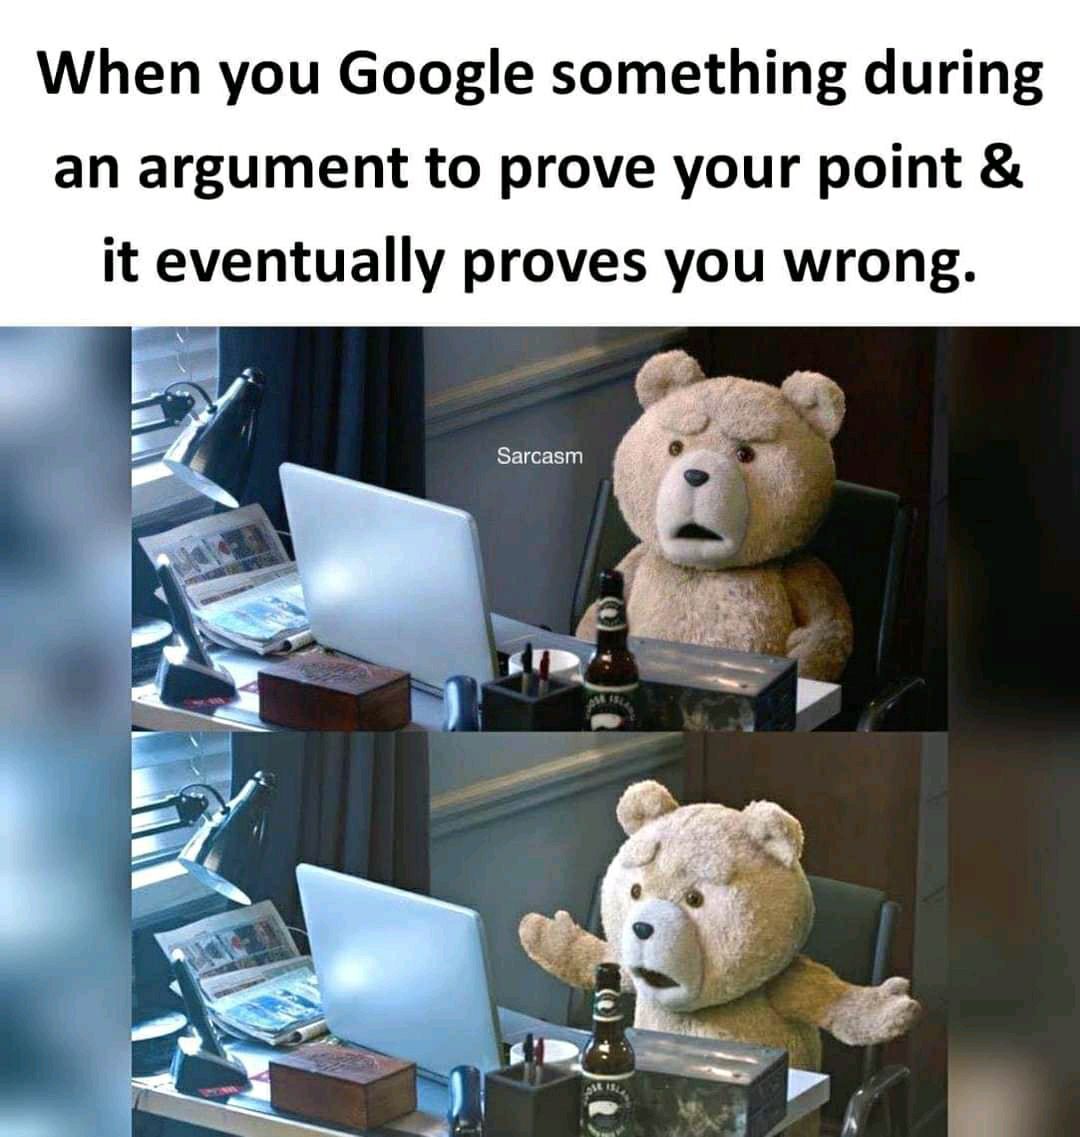 When you Google something during
an argument to prove your point &
it eventually proves you wrong.
Sarcasm